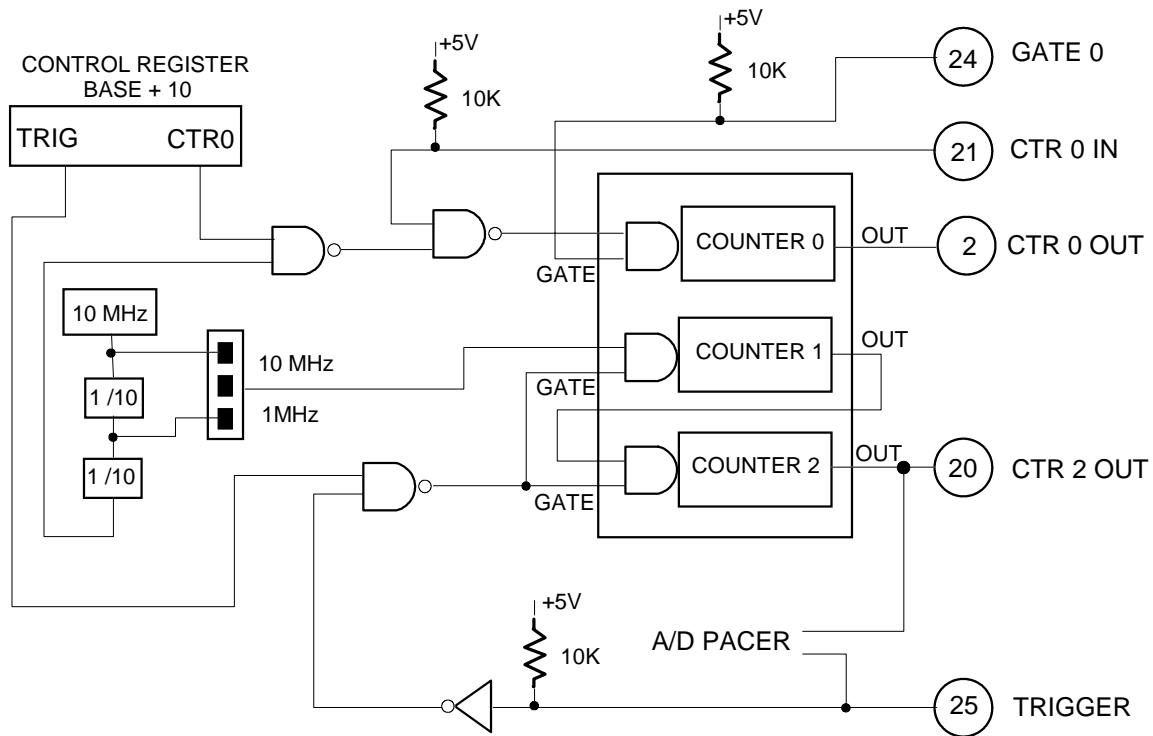 +5V
10K
+5V
10K
24
GATE 0
CONTROL REGISTER
BASE + 10
TRIG
CTR0
21
CTR 0 IN
COUNTER 0
OUT
2
CTR 0 OUT
GATE
10 MHz
10 MHz
COUNTER 1
OUT
GATE
1 /10
1MHz
1 /10
COUNTER 2
OUT
20
CTR 2 OUT
GATE
+5V
10K
A/D PACER
25
TRIGGER